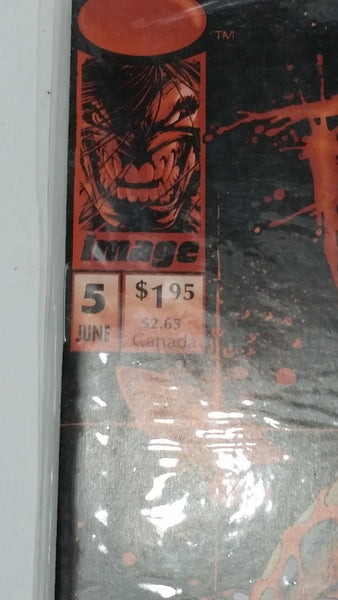 TM
image
5
JUNE
$1 95
$2.63
Canada